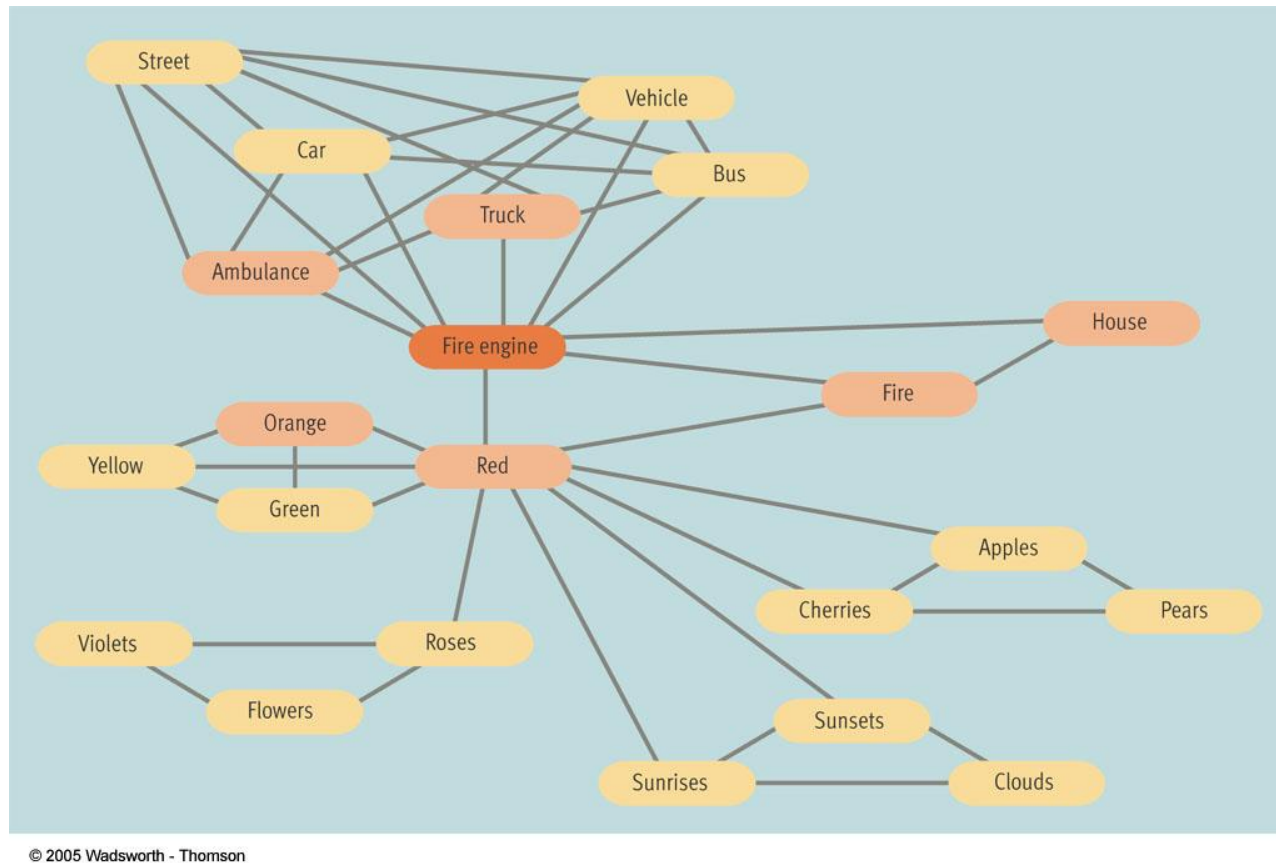 Street
Vehicle
Car
Bus
Truck
Ambulance
House
Fire engine
Fire
Orange
Yellow
Red
Green
Apples
Cherries
Pears
Violets
Roses
Flowers
Sunsets
Sunrises
Clouds
© 2005 Wadsworth - Thomson